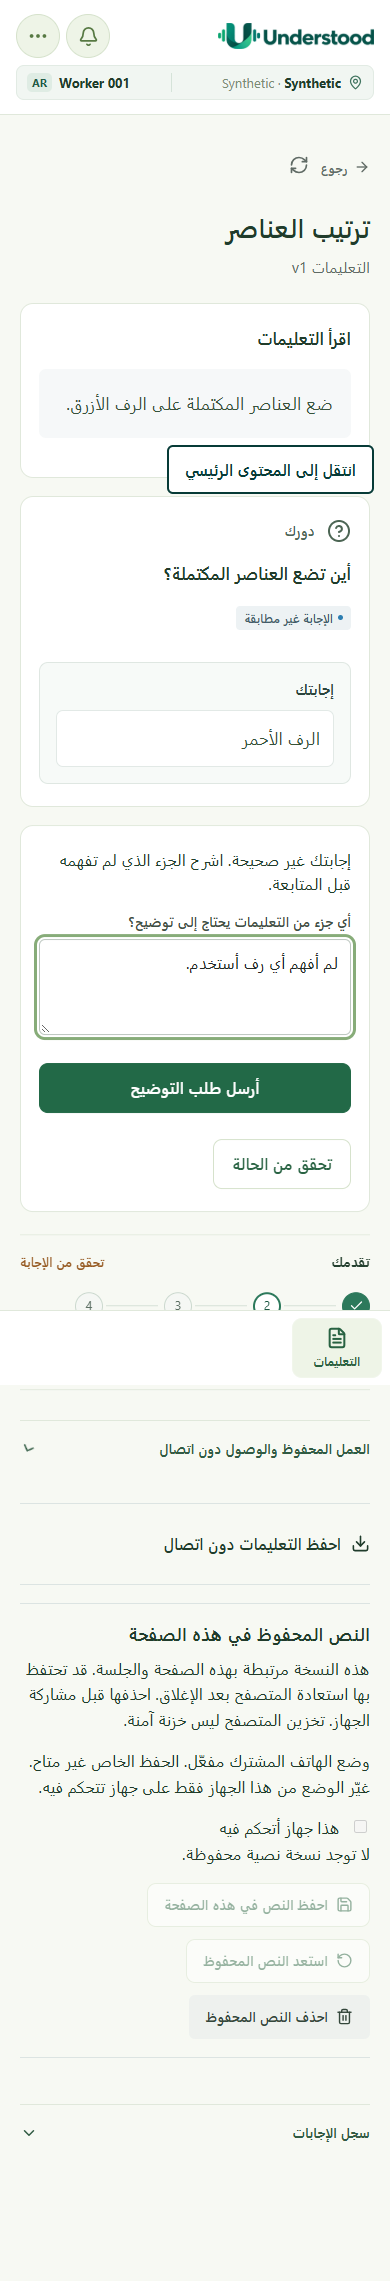 Understood
AR Worker 001
Synthetic · Synthetic
رجوع
ترتيب العناصر
التعليمات v1
اقرأ التعليمات
ضع العناصر المكتملة على الرف الأزرق.
انتقل إلى المحتوى الرئيسي
دورك
أين تضع العناصر المكتملة؟
الإجابة غير مطابقة
إجابتك
الرف الأحمر
إجابتك غير صحيحة. اشرح الجزء الذي لم تفهمه
قبل المتابعة.
أي جزء من التعليمات يحتاج إلى توضيح؟
لم أفهم أي رف أستخدم.
أرسل طلب التوضيح
تحقق من الحالة
تقدمك
تحقق من الإجابة
2
3
4
التعليمات
العمل المحفوظ والوصول دون اتصال
احفظ التعليمات دون اتصال
النص المحفوظ في هذه الصفحة
هذه النسخة مرتبطة بهذه الصفحة والجلسة. قد تحتفظ
بها استعادة المتصفح بعد الإغلاق. احذفها قبل مشاركة
الجهاز. تخزين المتصفح ليس خزنة آمنة.
وضع الهاتف المشترك مفعّل. الحفظ الخاص غير متاح.
غيّر الوضع من هذا الجهاز فقط على جهاز تتحكم فيه.
هذا جهاز أتحكم فيه
لا توجد نسخة نصية محفوظة.
احفظ النص في هذه الصفحة
استعد النص المحفوظ
احذف النص المحفوظ
سجل الإجابات